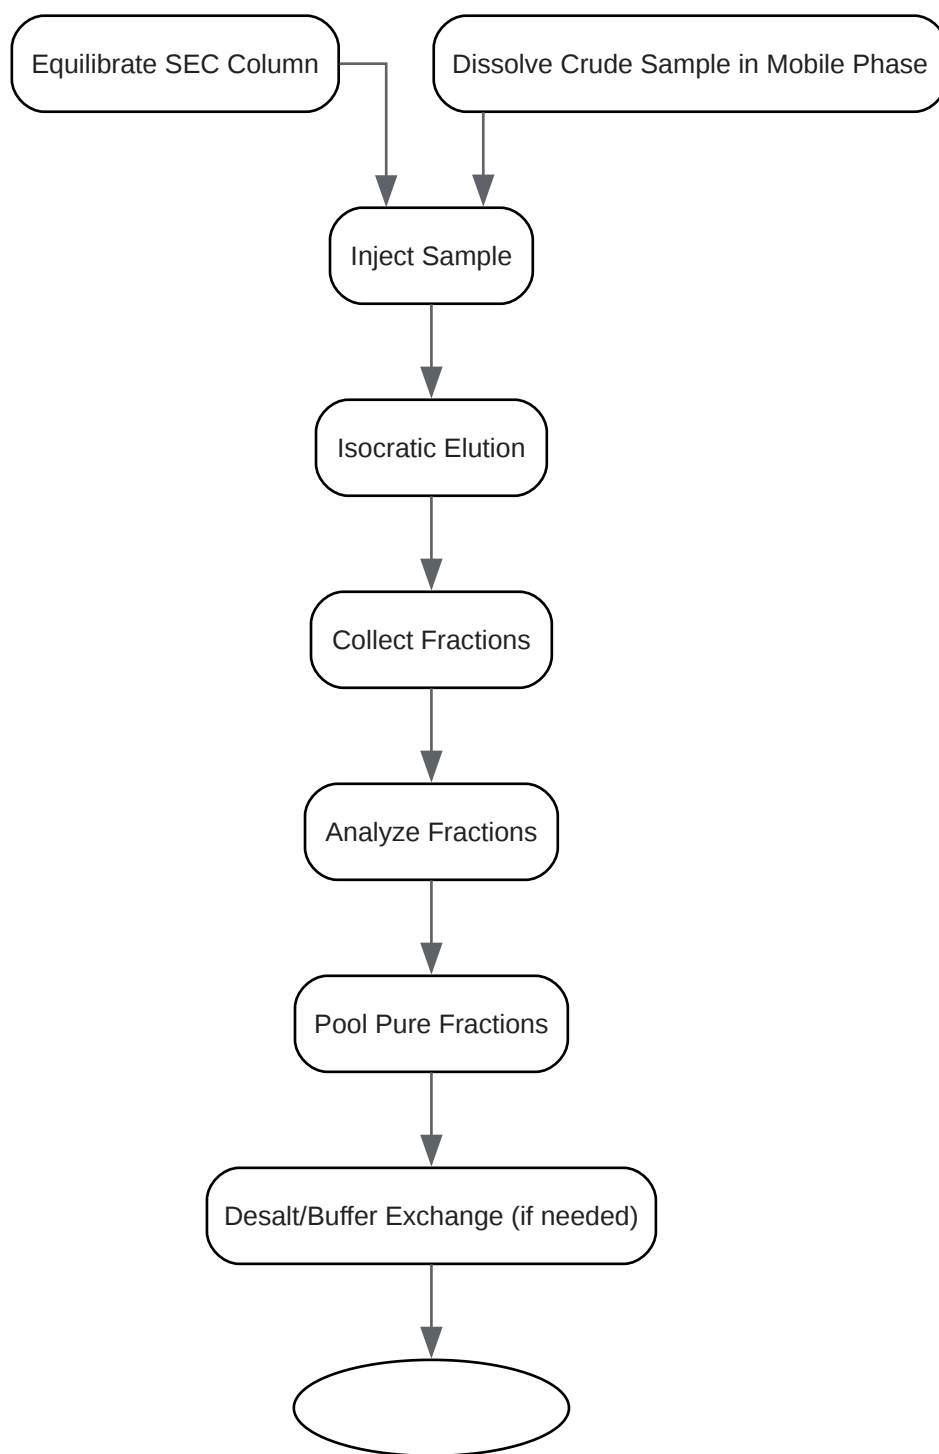 Equilibrate SEC Column
Dissolve Crude Sample in Mobile Phase
Inject Sample
Isocratic Elution
Collect Fractions
Analyze Fractions
Pool Pure Fractions
Desalt/Buffer Exchange (if needed)